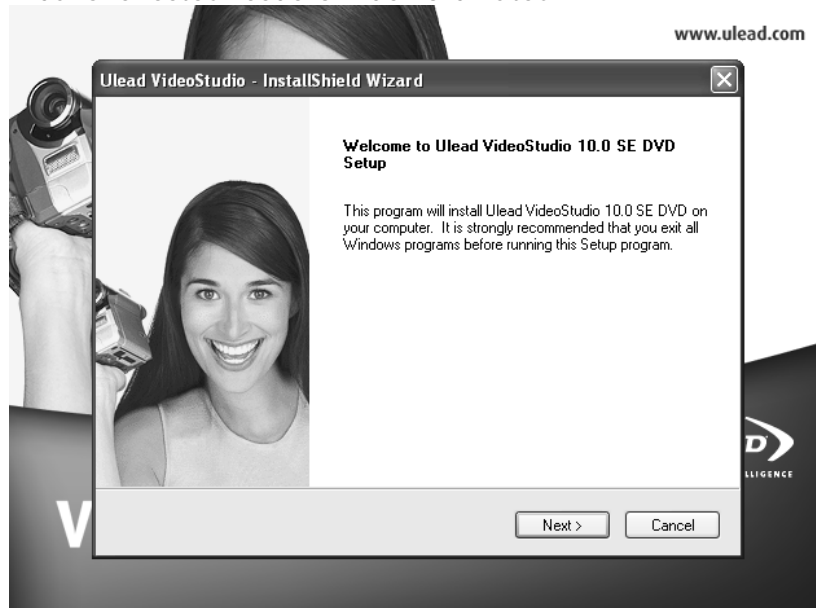 www.ulead.com
Ulead VideoStudio - InstallShield Wizard
Welcome to Ulead VideoStudio 10.0 SE DVD
Setup
This program will install Ulead VideoStudio 10.0 SE DVD on
your computer. It is strongly recommended that you exit all
Windows programs before running this Setup program.
Next >
Cancel